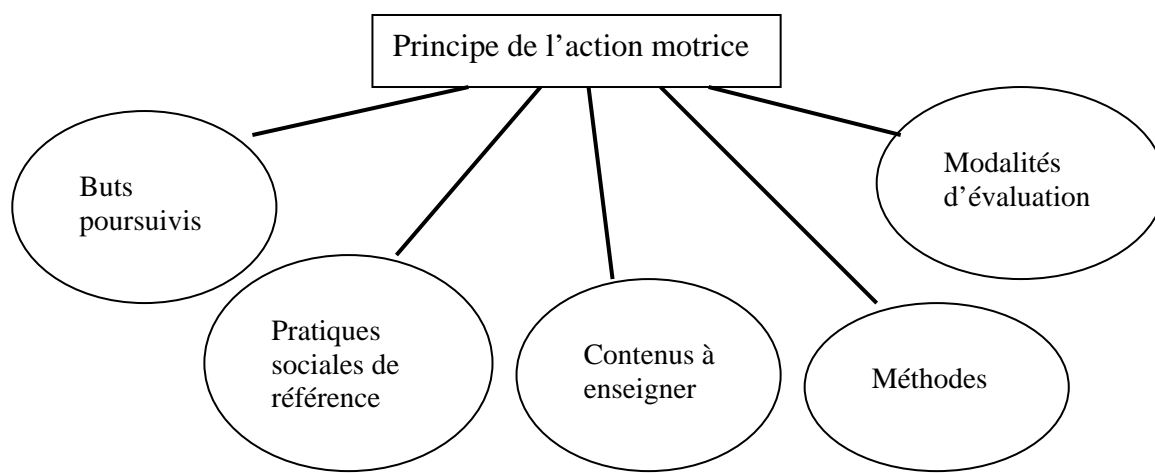 Principe de l’action motrice
Buts
poursuivis
Pratiques
sociales de
référence
Contenus à
enseigner
Méthodes
Modalités
d’évaluation